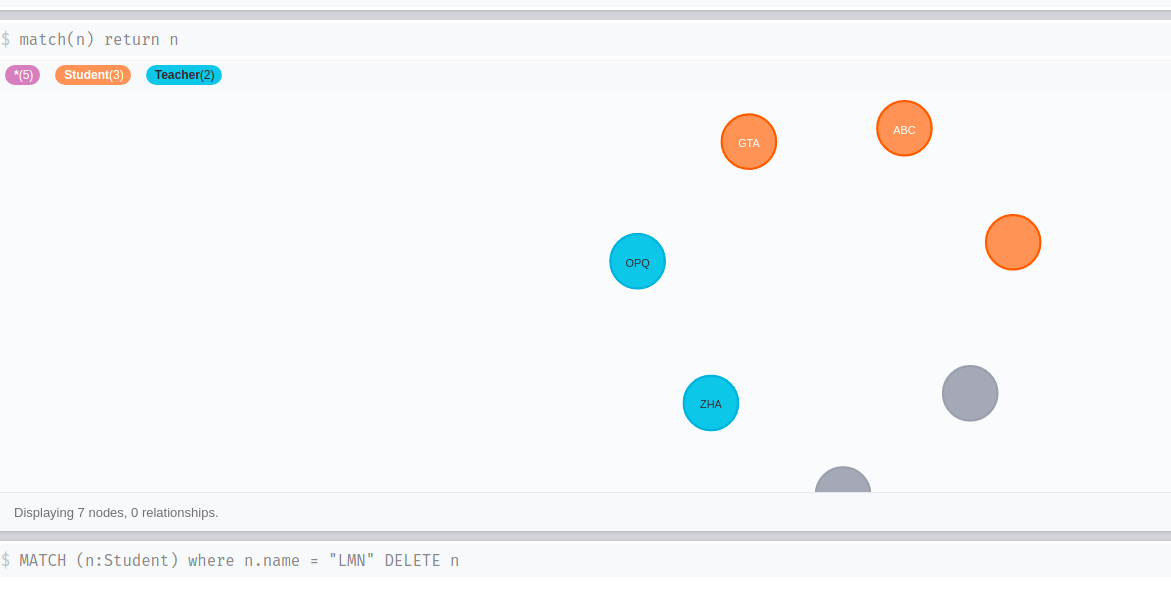 $ match(n) return n
*(5) Student(3) Teacher(2)
GTA
ABC
OPQ
ZHA
Displaying 7 nodes, 0 relationships.
$ MATCH (n:Student) where n.name = "LMN" DELETE n